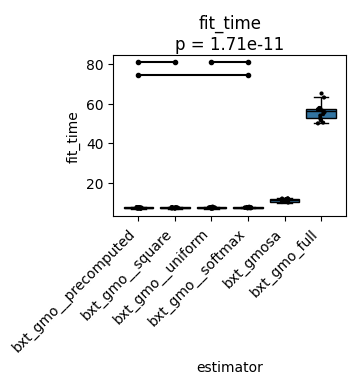 fit_time
p = 1.71e-11
80
60
40
20
fit_time
bxt_gmo__precomputed
bxt_gmo__square
bxt_gmo__uniform
bxt_gmo__softmax
bxt_gmosa
bxt_gmo_full
estimator